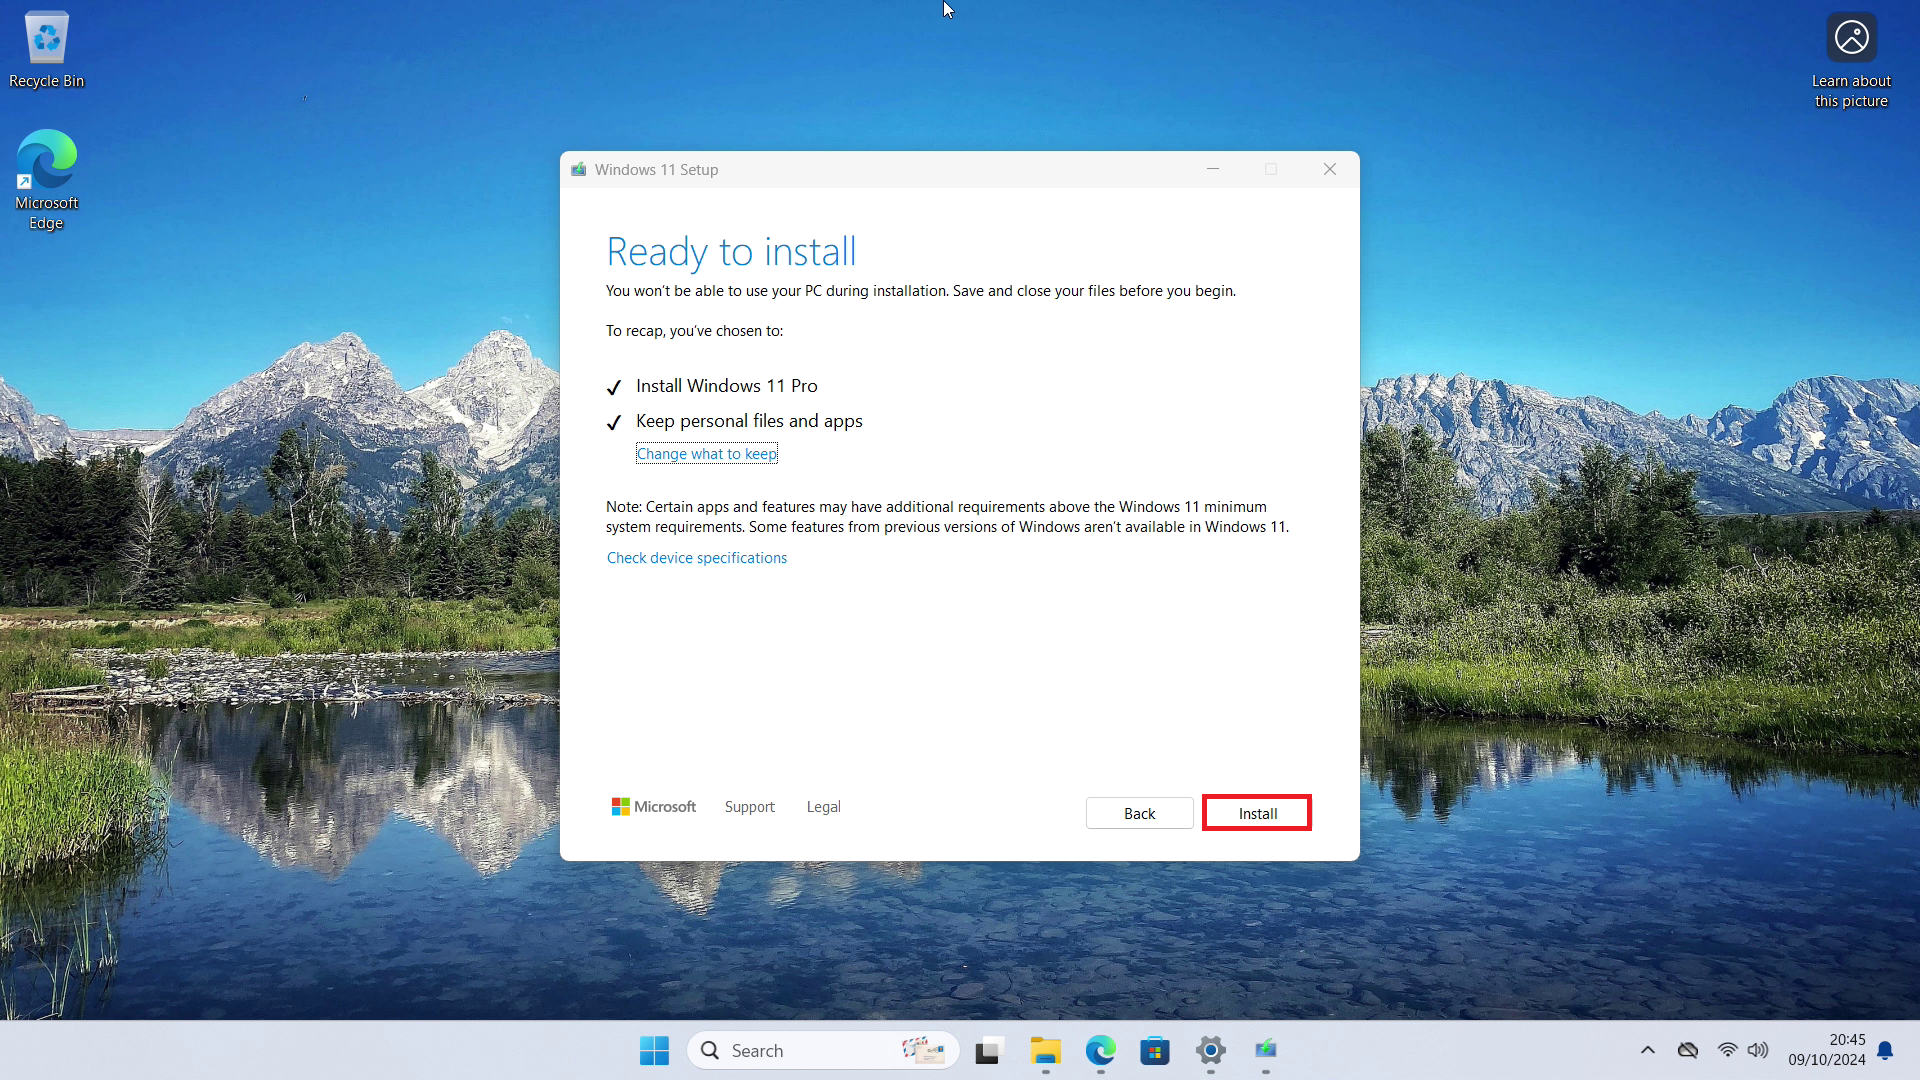 Recycle Bin
Microsoft
Edge
Learn about
this picture
Windows 11 Setup
Ready to install
You won't be able to use your PC during installation. Save and close your files before you begin.
To recap, you've chosen to:
Install Windows 11 Pro
Keep personal files and apps
Change what to keep
Note: Certain apps and features may have additional requirements above the Windows 11 minimum
system requirements. Some features from previous versions of Windows aren't available in Windows 11.
Check device specifications
Microsoft Support Legal Back Install
Search
20:45
09/10/2024